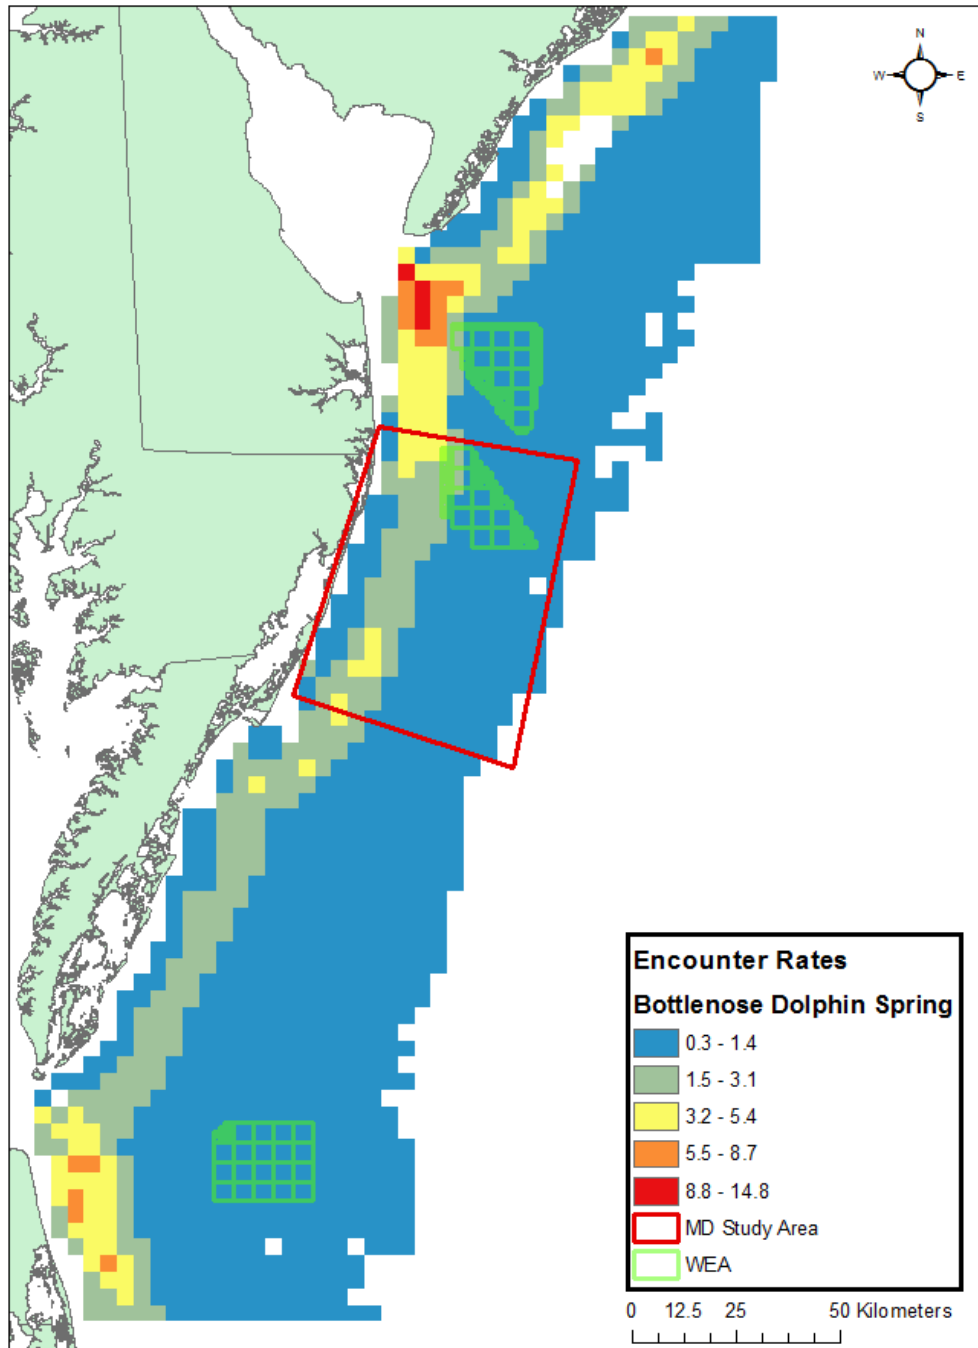 N
W E
S
Encounter Rates
Bottlenose Dolphin Spring
0.3 - 1.4
1.5 - 3.1
3.2 - 5.4
5.5 - 8.7
8.8 - 14.8
MD Study Area
WEA
0 12.5 25 50 Kilometers